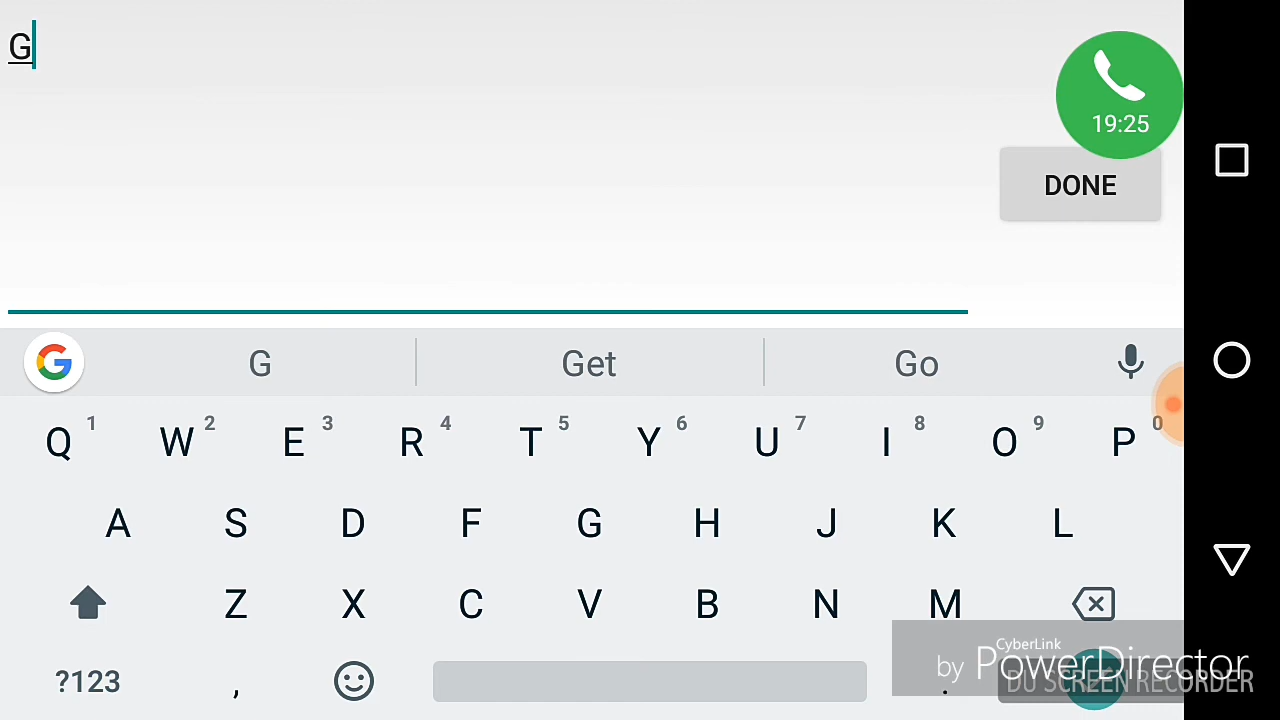 G
19:25
DONE
G Get Go
Q 1 W 2 E 3 R 4 T 5 Y 6 U 7 I 8 O 9 P 0
A S D F G H J K L
Z X C V B N M
?123 , .
CyberLink
by PowerDirector
DU SCREEN RECORDER